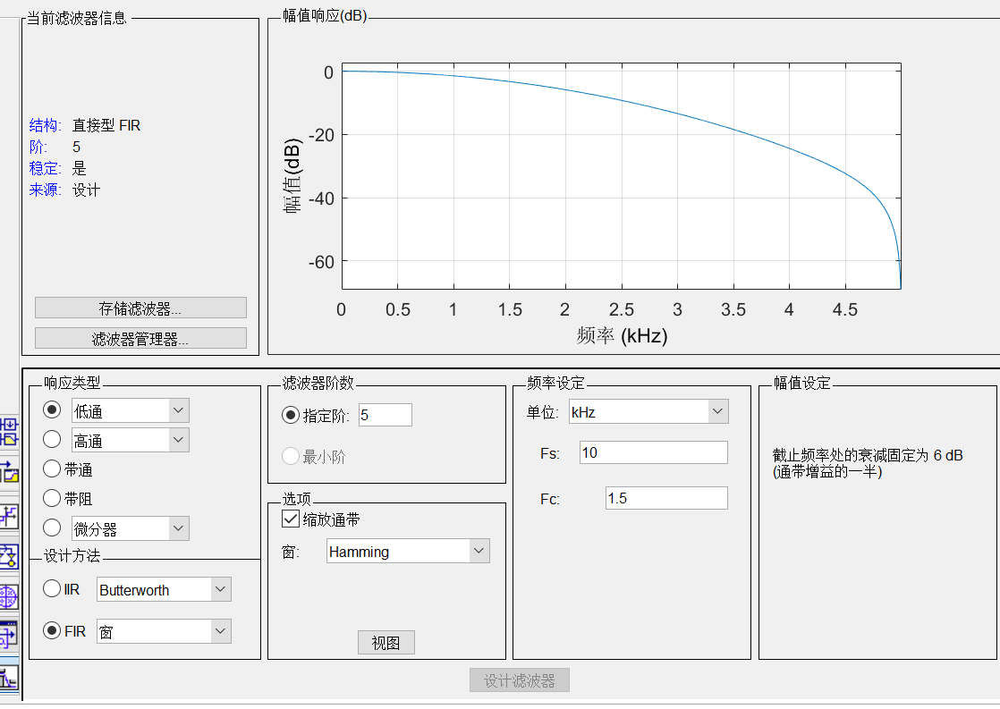 当前滤波器信息
结构: 直接型 FIR
阶: 5
稳定: 是
来源: 设计
存储滤波器...
滤波器管理器...
幅值响应(dB)
0
-20
-40
-60
幅值(dB)
0 0.5 1 1.5 2 2.5 3 3.5 4 4.5
频率 (kHz)
响应类型
低通
高通
带通
带阻
微分器
设计方法
IIR Butterworth
FIR 窗
滤波器阶数
指定阶: 5
最小阶
选项
缩放通带
窗: Hamming
视图
频率设定
单位: kHz
Fs: 10
Fc: 1.5
幅值设定
截止频率处的衰减固定为 6 dB
(通带增益的一半)
设计滤波器